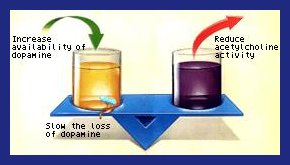 Increase
availability of
dopamine
Reduce
acetylcholine
activity
Slow the loss
of dopamine